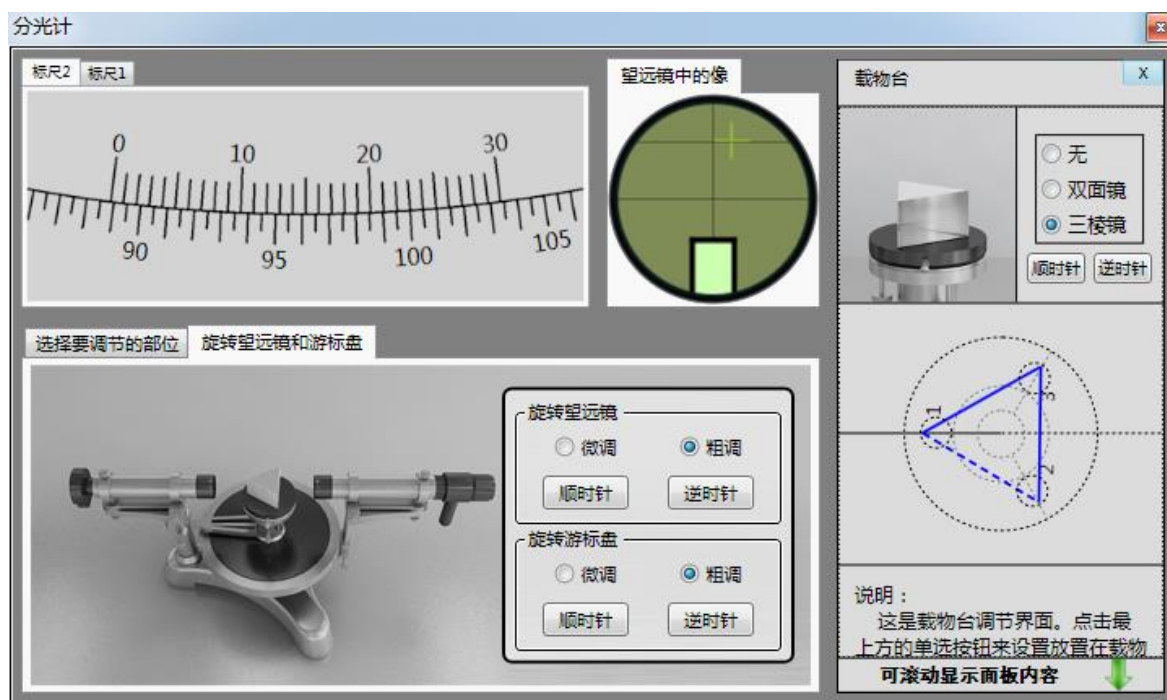 分光计
标尺2 标尺1
0 10 20 30
90 95 100 105
望远镜中的像
载物台
X
无
双面镜
三棱镜
顺时针 逆时针
选择要调节的部位 旋转望远镜和游标盘
旋转望远镜
微调 粗调
顺时针 逆时针
旋转游标盘
微调 粗调
顺时针 逆时针
1
3
2
说明：
这是载物台调节界面。点击最
上方的单选按钮来设置放置在载物
可滚动显示面板内容